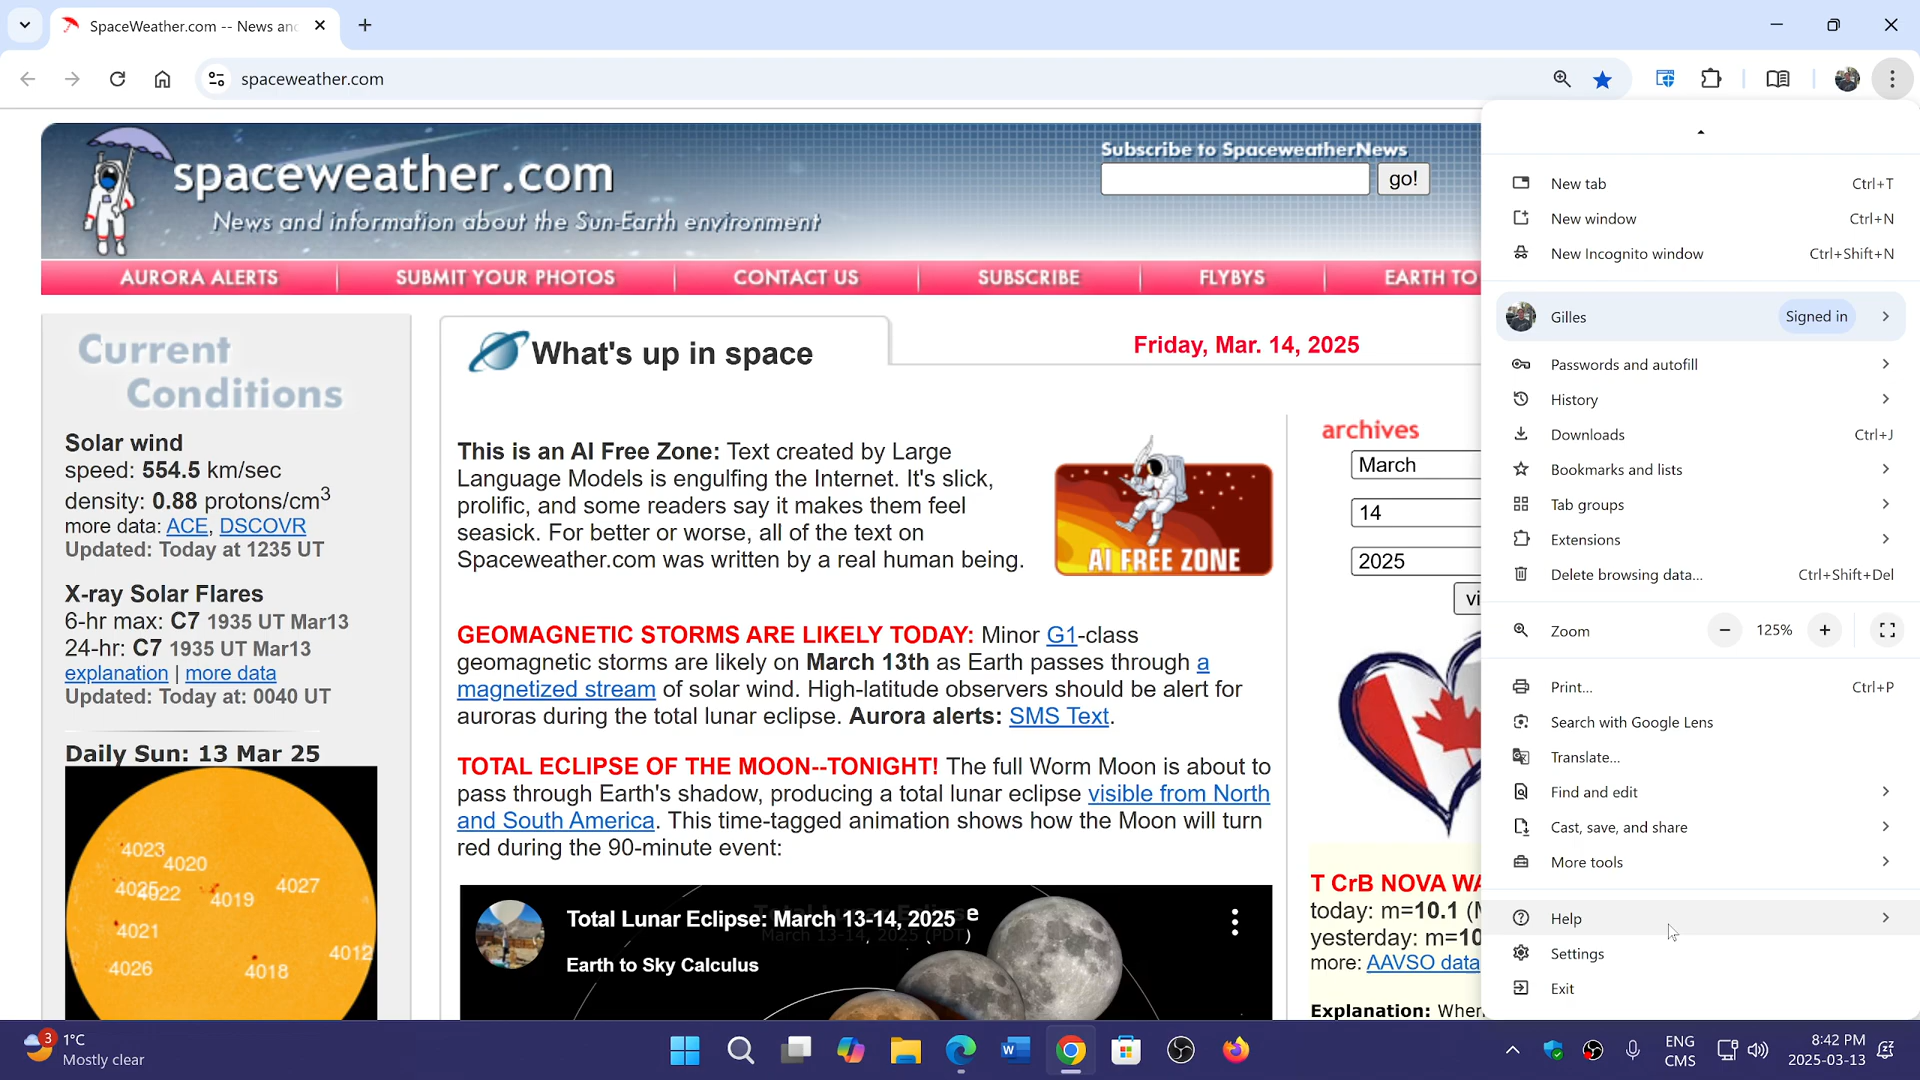 SpaceWeather.com -- News and
spaceweather.com
spaceweather.com
News and information about the Sun-Earth environment
Subscribe to SpaceweatherNews
go!
AURORA ALERTS
SUBMIT YOUR PHOTOS
CONTACT US
SUBSCRIBE
FLYBYS
EARTH TO
Current
Conditions
Solar wind
speed: 554.5 km/sec
density: 0.88 protons/cm3
more data: ACE, DSCOVR
Updated: Today at 1235 UT
X-ray Solar Flares
6-hr max: C7 1935 UT Mar13
24-hr: C7 1935 UT Mar13
explanation | more data
Updated: Today at: 0040 UT
Daily Sun: 13 Mar 25
4023
4020
4025
4022
4019
4027
4021
4012
4026
4018
What's up in space
Friday, Mar. 14, 2025
This is an AI Free Zone: Text created by Large
Language Models is engulfing the Internet. It's slick,
prolific, and some readers say it makes them feel
seasick. For better or worse, all of the text on
Spaceweather.com was written by a real human being.
AI FREE ZONE
GEOMAGNETIC STORMS ARE LIKELY TODAY: Minor G1-class
geomagnetic storms are likely on March 13th as Earth passes through a
magnetized stream of solar wind. High-latitude observers should be alert for
auroras during the total lunar eclipse. Aurora alerts: SMS Text.
TOTAL ECLIPSE OF THE MOON--TONIGHT! The full Worm Moon is about to
pass through Earth's shadow, producing a total lunar eclipse visible from North
and South America. This time-tagged animation shows how the Moon will turn
red during the 90-minute event:
Total Lunar Eclipse: March 13-14, 2025
March 13-14, 2025 (PDT)
Earth to Sky Calculus
archives
March
14
2025
vi
T CrB NOVA WA
today: m=10.1 (M
yesterday: m=10
more: AAVSO data
Explanation: When
New tab Ctrl+T
New window Ctrl+N
New Incognito window Ctrl+Shift+N
Gilles Signed in
Passwords and autofill
History
Downloads Ctrl+J
Bookmarks and lists
Tab groups
Extensions
Delete browsing data... Ctrl+Shift+Del
Zoom 125%
Print... Ctrl+P
Search with Google Lens
Translate...
Find and edit
Cast, save, and share
More tools
Help
Settings
Exit
3
1°C
Mostly clear
W
ENG
CMS
8:42 PM
2025-03-13